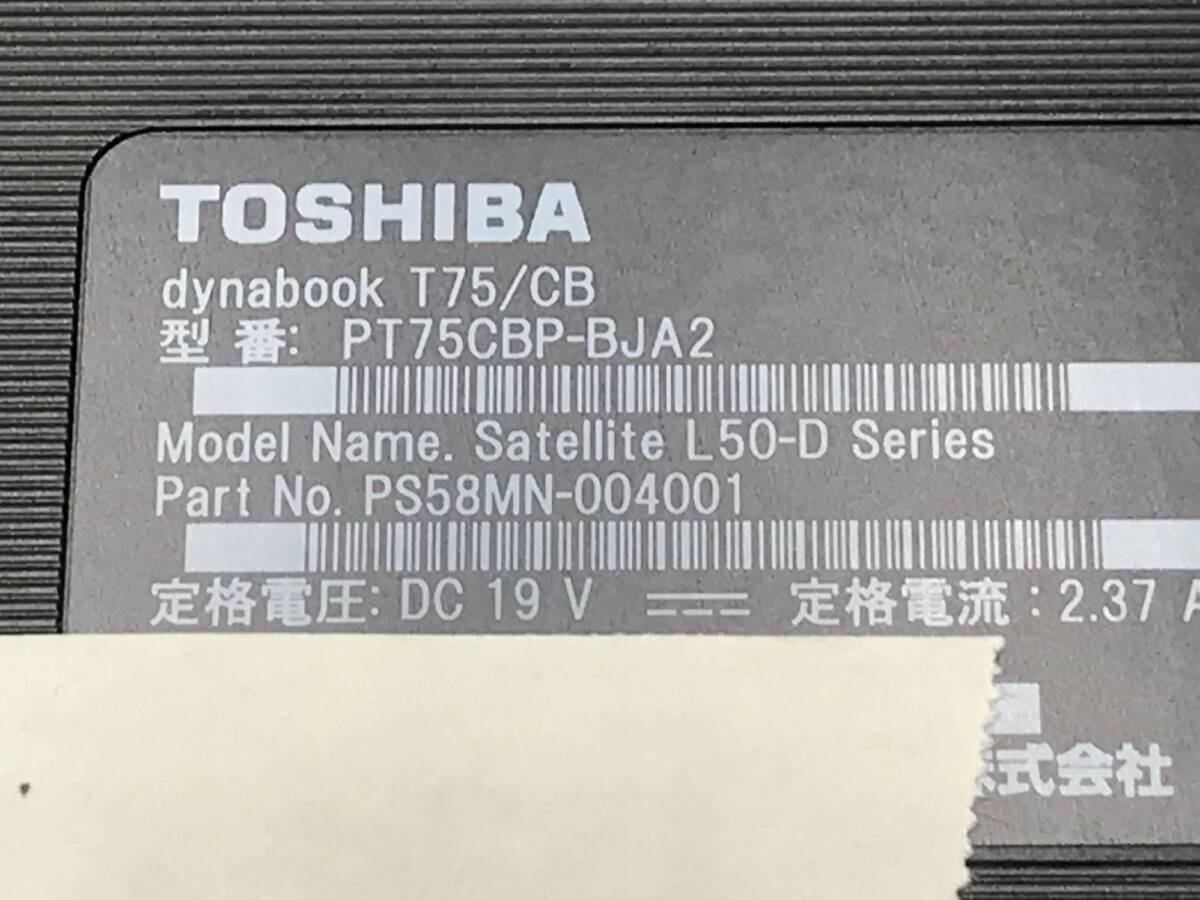 TOSHIBA
dynabook T75/CB
型 番: PT75CBP-BJA2
Model Name. Satellite L50-D Series
Part No. PS58MN-004001
定格電圧: DC 19 V ⎓ 定格電流 : 2.37 A
株式会社